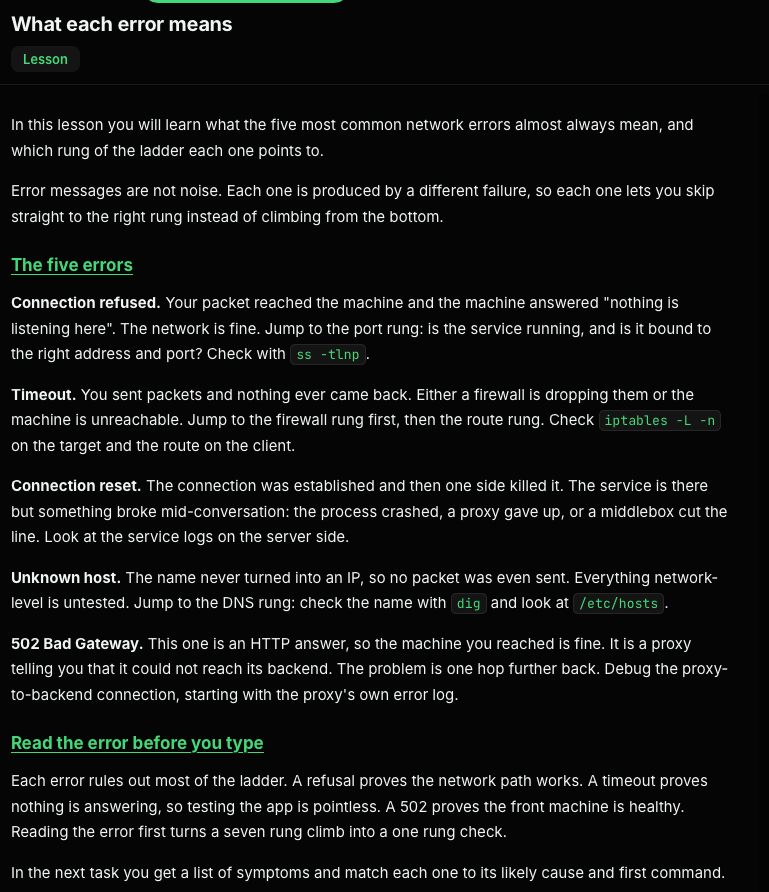 What each error means
Lesson
In this lesson you will learn what the five most common network errors almost always mean, and
which rung of the ladder each one points to.
Error messages are not noise. Each one is produced by a different failure, so each one lets you skip
straight to the right rung instead of climbing from the bottom.
The five errors
Connection refused. Your packet reached the machine and the machine answered "nothing is
listening here". The network is fine. Jump to the port rung: is the service running, and is it bound to
the right address and port? Check with ss -tlnp.
Timeout. You sent packets and nothing ever came back. Either a firewall is dropping them or the
machine is unreachable. Jump to the firewall rung first, then the route rung. Check iptables -L -n
on the target and the route on the client.
Connection reset. The connection was established and then one side killed it. The service is there
but something broke mid-conversation: the process crashed, a proxy gave up, or a middlebox cut the
line. Look at the service logs on the server side.
Unknown host. The name never turned into an IP, so no packet was even sent. Everything network-
level is untested. Jump to the DNS rung: check the name with dig and look at /etc/hosts.
502 Bad Gateway. This one is an HTTP answer, so the machine you reached is fine. It is a proxy
telling you that it could not reach its backend. The problem is one hop further back. Debug the proxy-
to-backend connection, starting with the proxy's own error log.
Read the error before you type
Each error rules out most of the ladder. A refusal proves the network path works. A timeout proves
nothing is answering, so testing the app is pointless. A 502 proves the front machine is healthy.
Reading the error first turns a seven rung climb into a one rung check.
In the next task you get a list of symptoms and match each one to its likely cause and first command.